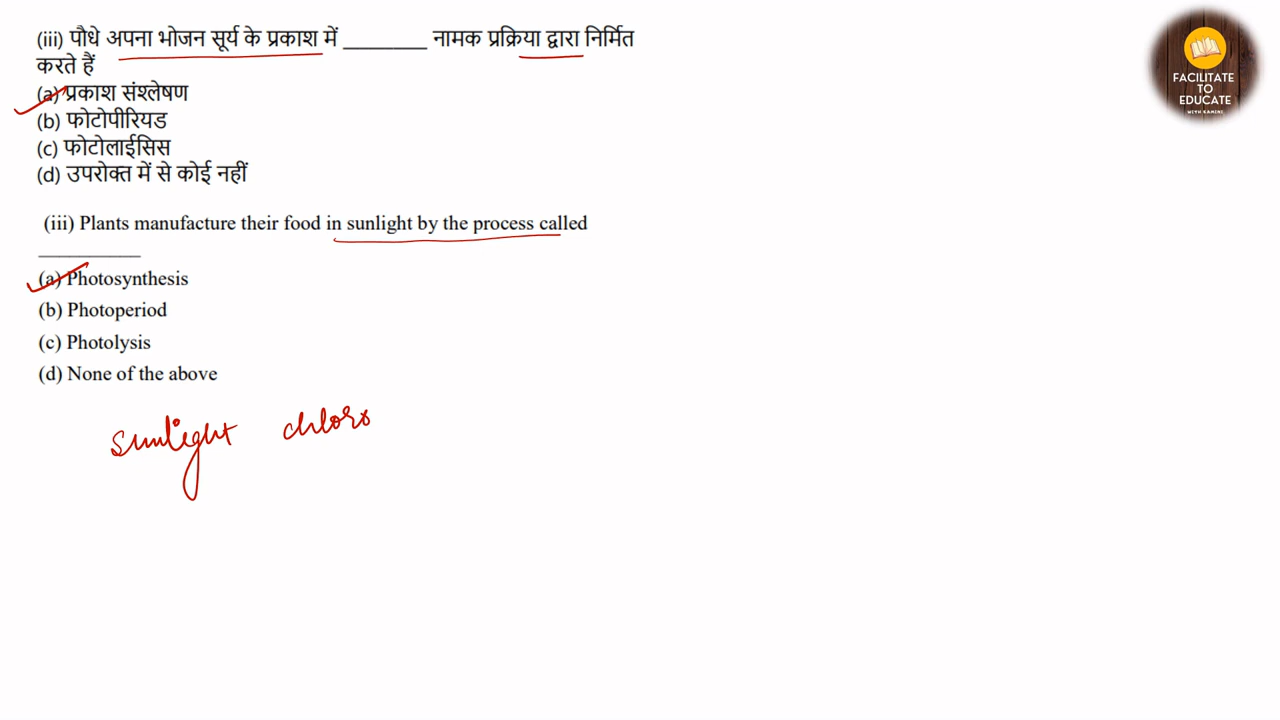 (iii) पौधे अपना भोजन सूर्य के प्रकाश में ________ नामक प्रक्रिया द्वारा निर्मित
करते हैं
(a) प्रकाश संश्लेषण
(b) फोटोपीरियड
(c) फोटोलाईसिस
(d) उपरोक्त में से कोई नहीं
(iii) Plants manufacture their food in sunlight by the process called
__________
(a) Photosynthesis
(b) Photoperiod
(c) Photolysis
(d) None of the above
sunlight chloro
FACILITATE
TO
EDUCATE
WITH KAMINI